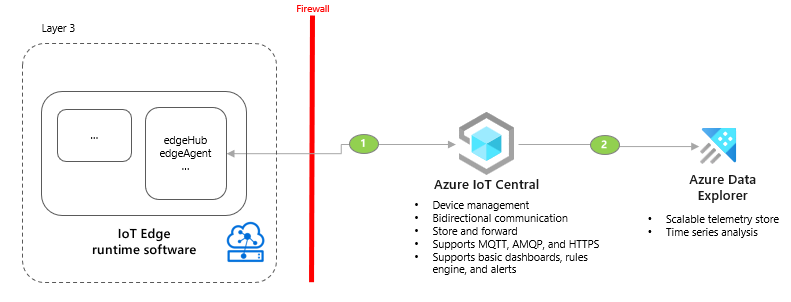 Firewall
Layer 3
...
edgeHub
edgeAgent
...
IoT Edge
runtime software
1
Azure IoT Central
• Device management
• Bidirectional communication
• Store and forward
• Supports MQTT, AMQP, and HTTPS
• Supports basic dashboards, rules
engine, and alerts
2
Azure Data
Explorer
• Scalable telemetry store
• Time series analysis